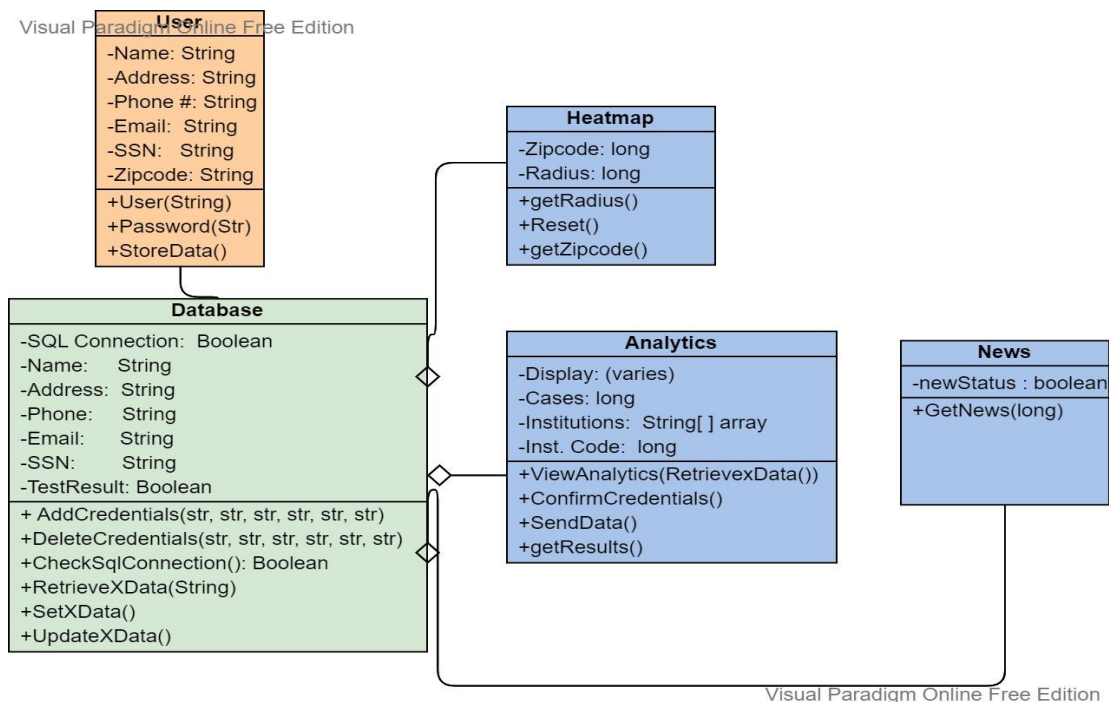 User
Visual Paradigm Online Free Edition
-Name: String
-Address: String
-Phone #: String
-Email: String
-SSN: String
-Zipcode: String
+User(String)
+Password(Str)
+StoreData()
Heatmap
-Zipcode: long
-Radius: long
+getRadius()
+Reset()
+getZipcode()
Database
-SQL Connection: Boolean
-Name: String
-Address: String
-Phone: String
-Email: String
-SSN: String
-TestResult: Boolean
+ AddCredentials(str, str, str, str, str, str)
+DeleteCredentials(str, str, str, str, str, str)
+CheckSqlConnection(): Boolean
+RetrieveXData(String)
+SetXData()
+UpdateXData()
Analytics
-Display: (varies)
-Cases: long
-Institutions: String[ ] array
-Inst. Code: long
+ViewAnalytics(RetrievexData())
+ConfirmCredentials()
+SendData()
+getResults()
News
-newStatus : boolean
+GetNews(long)
Visual Paradigm Online Free Edition